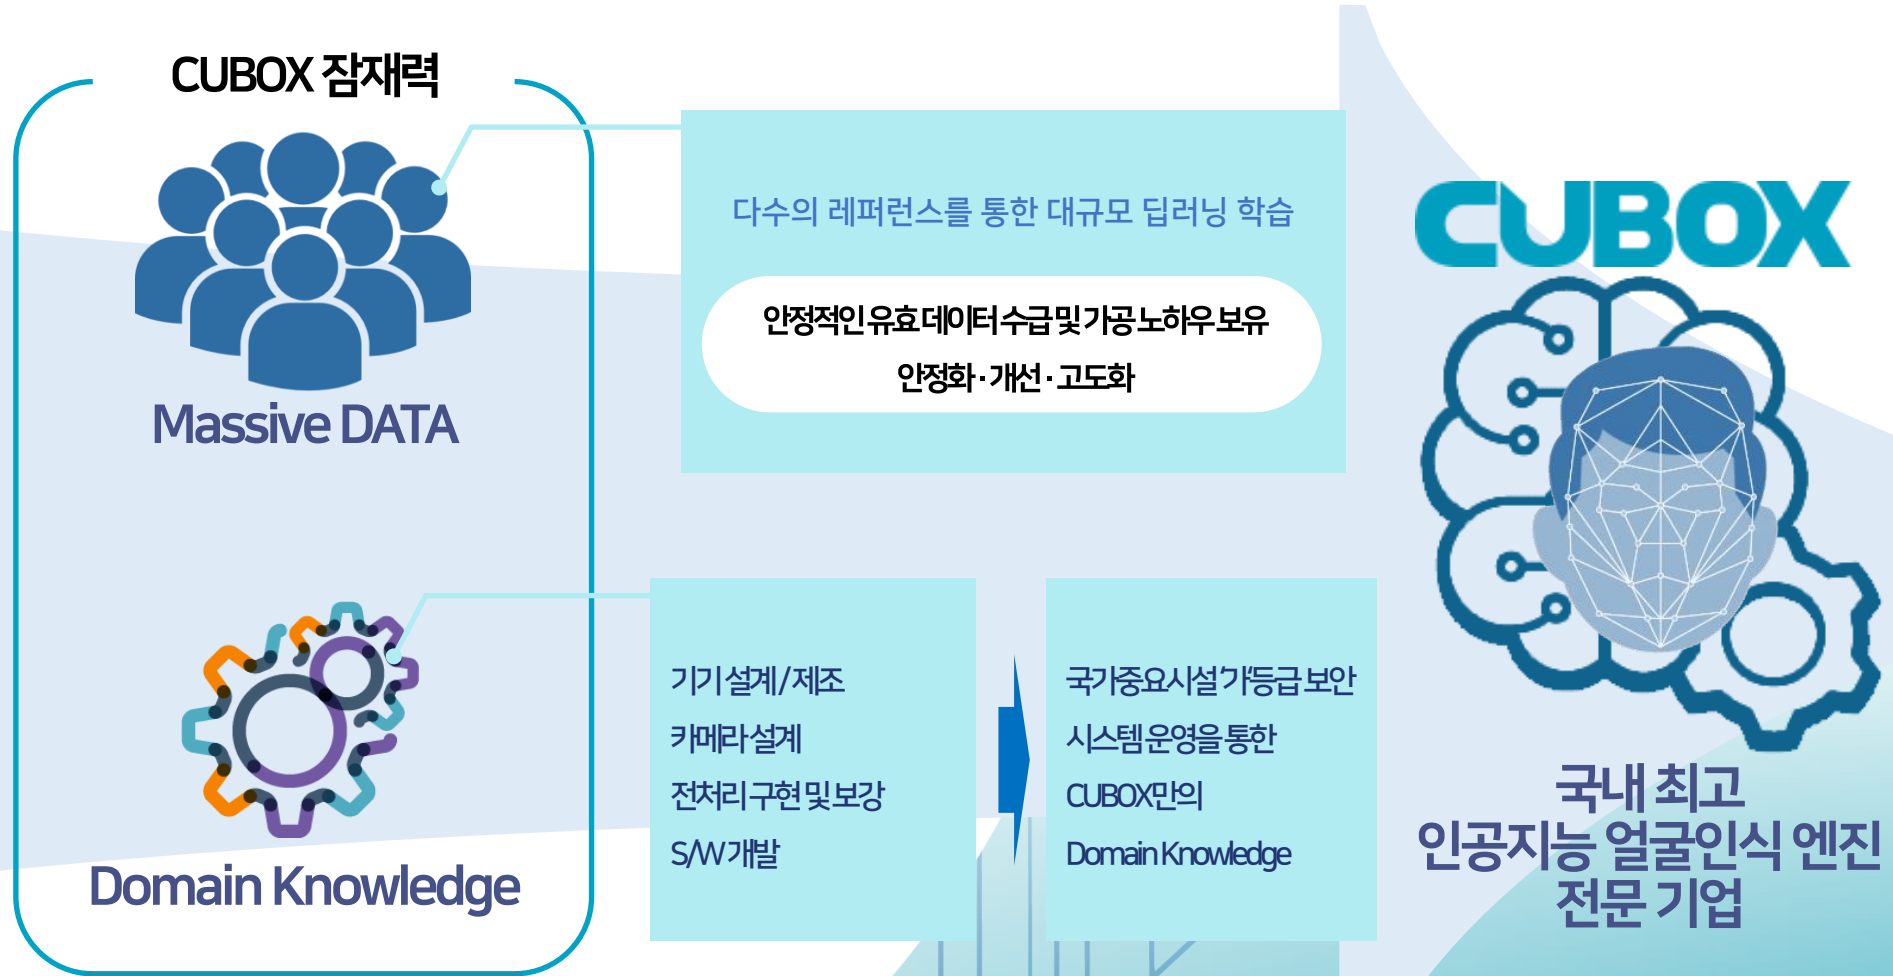 CUBOX 잠재력
Massive DATA
다수의 레퍼런스를 통한 대규모 딥러닝 학습
안정적인 유효 데이터 수급 및 가공 노하우 보유
안정화 · 개선 · 고도화
Domain Knowledge
기기 설계 / 제조
카메라 설계
전처리 구현 및 보강
S/W 개발
국가중요시설 '가'등급 보안
시스템 운영을 통한
CUBOX만의
Domain Knowledge
CUBOX
국내 최고
인공지능 얼굴인식 엔진
전문 기업